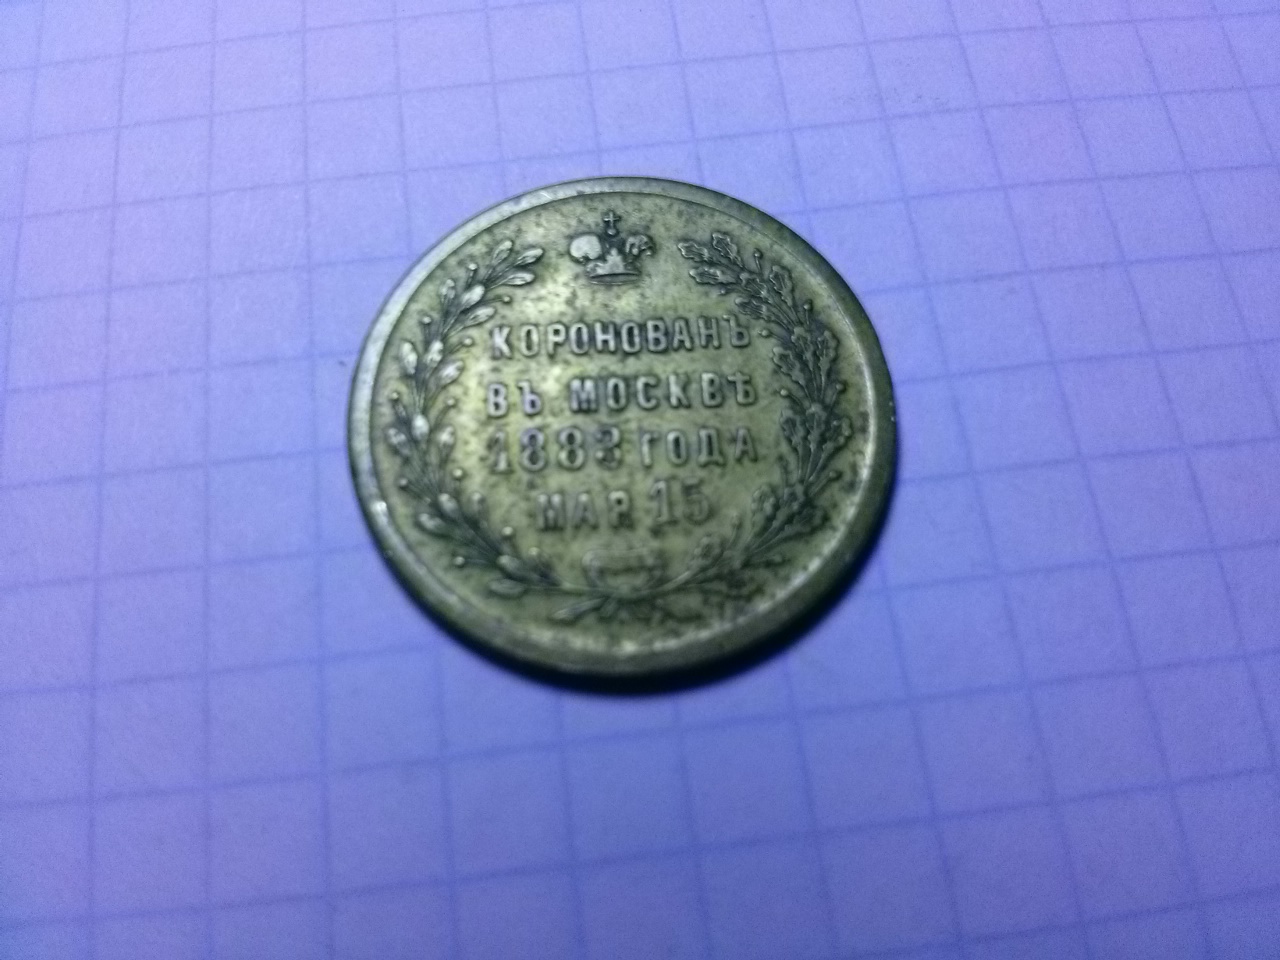 КОРОНОВАНЪ
ВЪ МОСКВѢ
1883 ГОДА
МАЯ 15